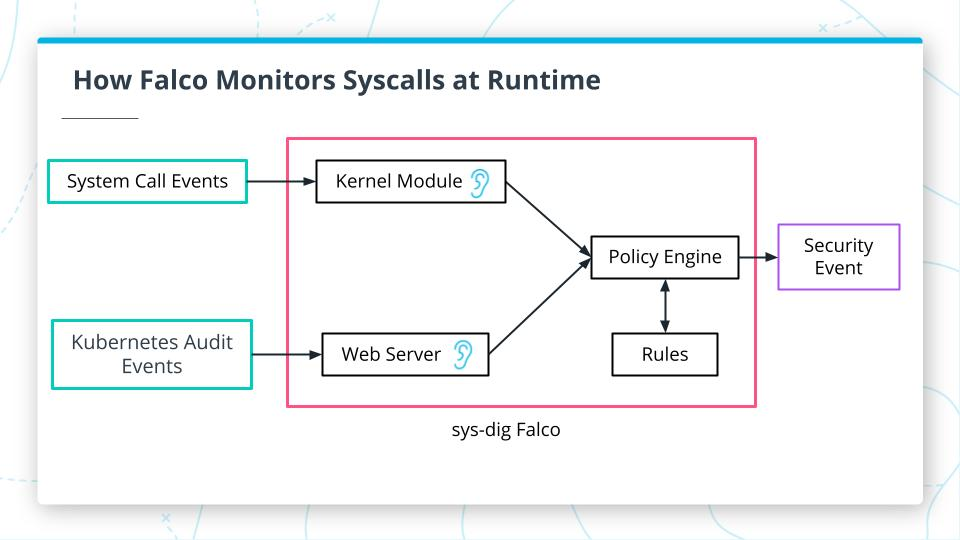 How Falco Monitors Syscalls at Runtime
System Call Events
Kernel Module
Policy Engine
Security
Event
Kubernetes Audit
Events
Web Server
Rules
sys-dig Falco